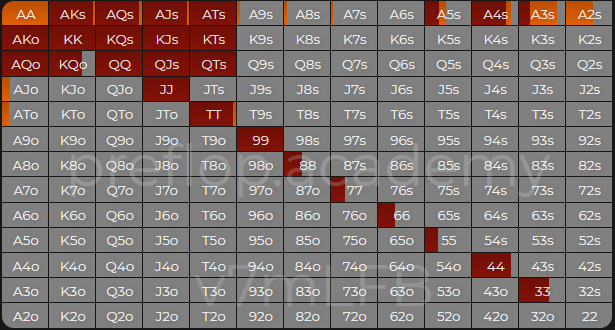 AA AKs AQs AJs ATs A9s A8s A7s A6s A5s A4s A3s A2s
AKo KK KQs KJs KTs K9s K8s K7s K6s K5s K4s K3s K2s
AQo KQo QQ QJs QTs Q9s Q8s Q7s Q6s Q5s Q4s Q3s Q2s
AJo KJo QJo JJ JTs J9s J8s J7s J6s J5s J4s J3s J2s
ATo KTo QTo JTo TT T9s T8s T7s T6s T5s T4s T3s T2s
A9o K9o Q9o J9o T9o 99 98s 97s 96s 95s 94s 93s 92s
A8o K8o Q8o J8o T8o 98o 88 87s 86s 85s 84s 83s 82s
preflop.academy
A7o K7o Q7o J7o T7o 97o 87o 77 76s 75s 74s 73s 72s
A6o K6o Q6o J6o T6o 96o 86o 76o 66 65s 64s 63s 62s
A5o K5o Q5o J5o T5o 95o 85o 75o 65o 55 54s 53s 52s
A4o K4o Q4o J4o T4o 94o 84o 74o 64o 54o 44 43s 42s
v7mLFB
A3o K3o Q3o J3o T3o 93o 83o 73o 63o 53o 43o 33 32s
A2o K2o Q2o J2o T2o 92o 82o 72o 62o 52o 42o 32o 22